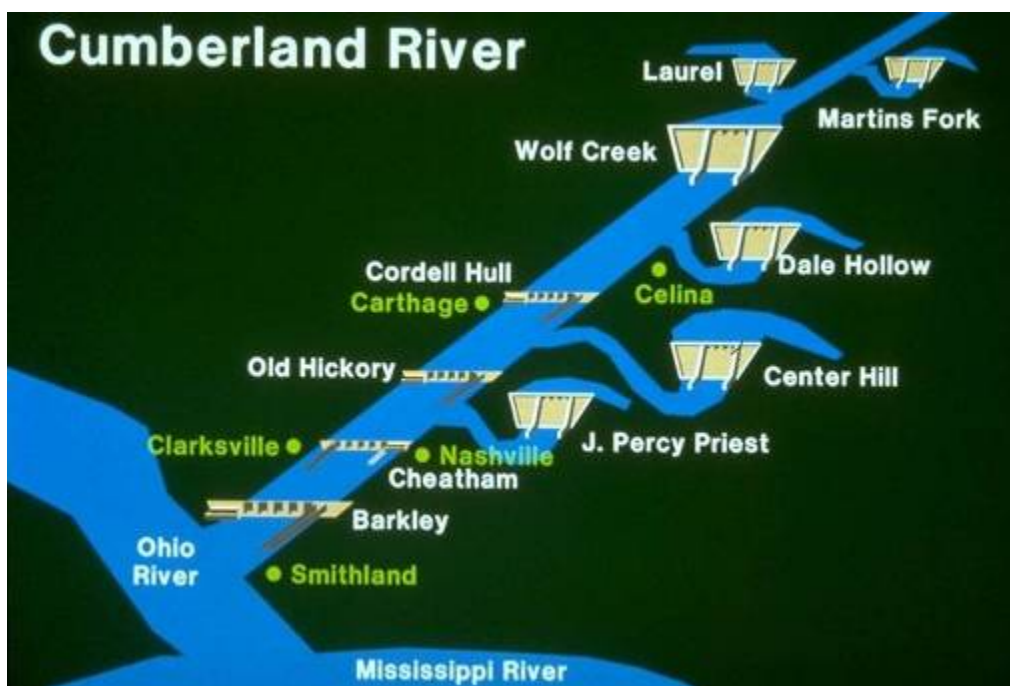 Cumberland River
Laurel
Martins Fork
Wolf Creek
Dale Hollow
Cordell Hull
Carthage
Celina
Old Hickory
Center Hill
Clarksville
Nashville
J. Percy Priest
Cheatham
Barkley
Ohio
River
Smithland
Mississippi River